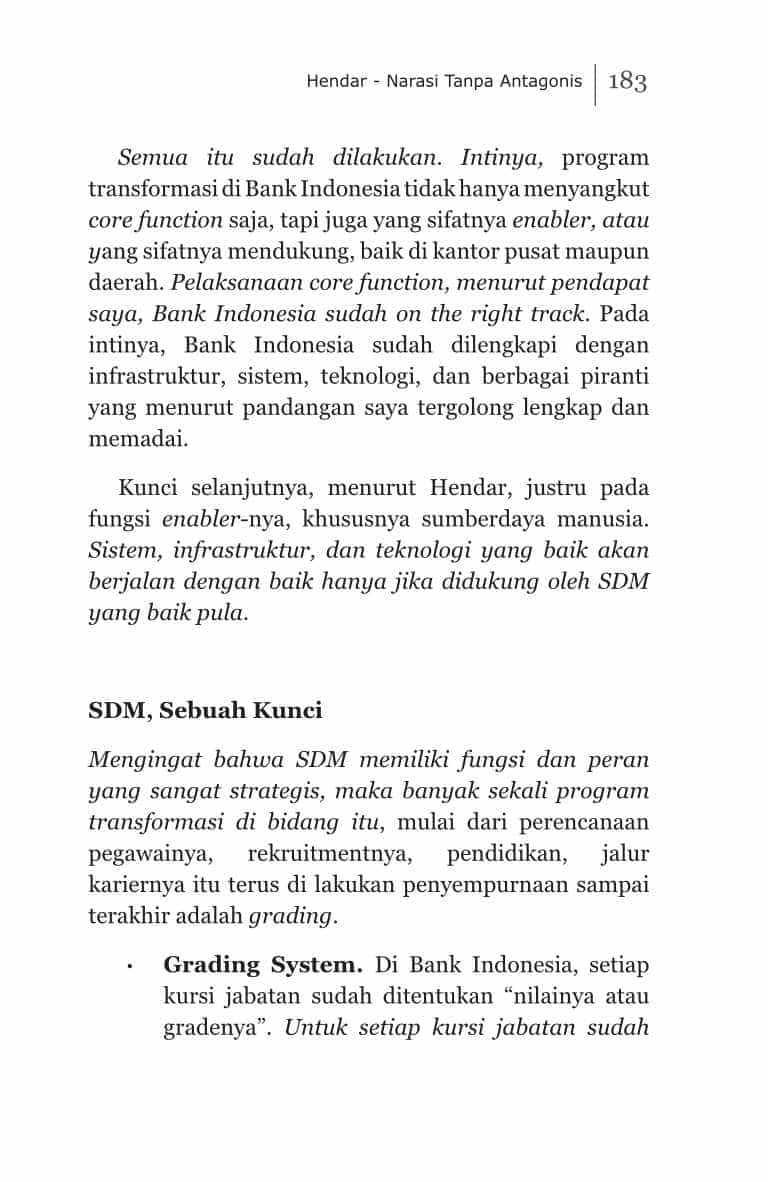 Hendar - Narasi Tanpa Antagonis 183
Semua itu sudah dilakukan. Intinya, program
transformasi di Bank Indonesia tidak hanya menyangkut
core function saja, tapi juga yang sifatnya enabler, atau
yang sifatnya mendukung, baik di kantor pusat maupun
daerah. Pelaksanaan core function, menurut pendapat
saya, Bank Indonesia sudah on the right track. Pada
intinya, Bank Indonesia sudah dilengkapi dengan
infrastruktur, sistem, teknologi, dan berbagai piranti
yang menurut pandangan saya tergolong lengkap dan
memadai.
Kunci selanjutnya, menurut Hendar, justru pada
fungsi enabler-nya, khususnya sumberdaya manusia.
Sistem, infrastruktur, dan teknologi yang baik akan
berjalan dengan baik hanya jika didukung oleh SDM
yang baik pula.
SDM, Sebuah Kunci
Mengingat bahwa SDM memiliki fungsi dan peran
yang sangat strategis, maka banyak sekali program
transformasi di bidang itu, mulai dari perencanaan
pegawainya, rekruitmentnya, pendidikan, jalur
kariernya itu terus di lakukan penyempurnaan sampai
terakhir adalah grading.
• Grading System. Di Bank Indonesia, setiap
kursi jabatan sudah ditentukan “nilainya atau
gradenya”. Untuk setiap kursi jabatan sudah